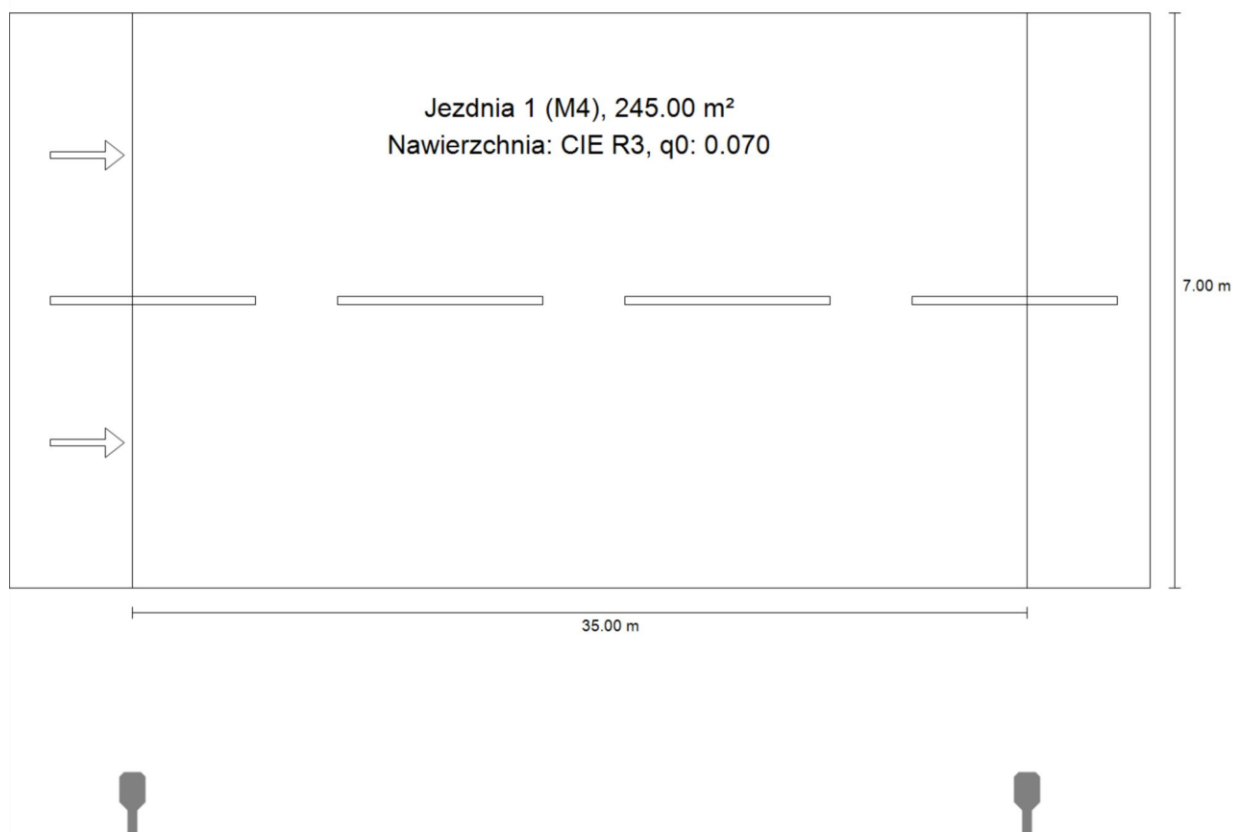 Jezdnia 1 (M4), 245.00 m²
Nawierzchnia: CIE R3, q0: 0.070
7.00 m
35.00 m